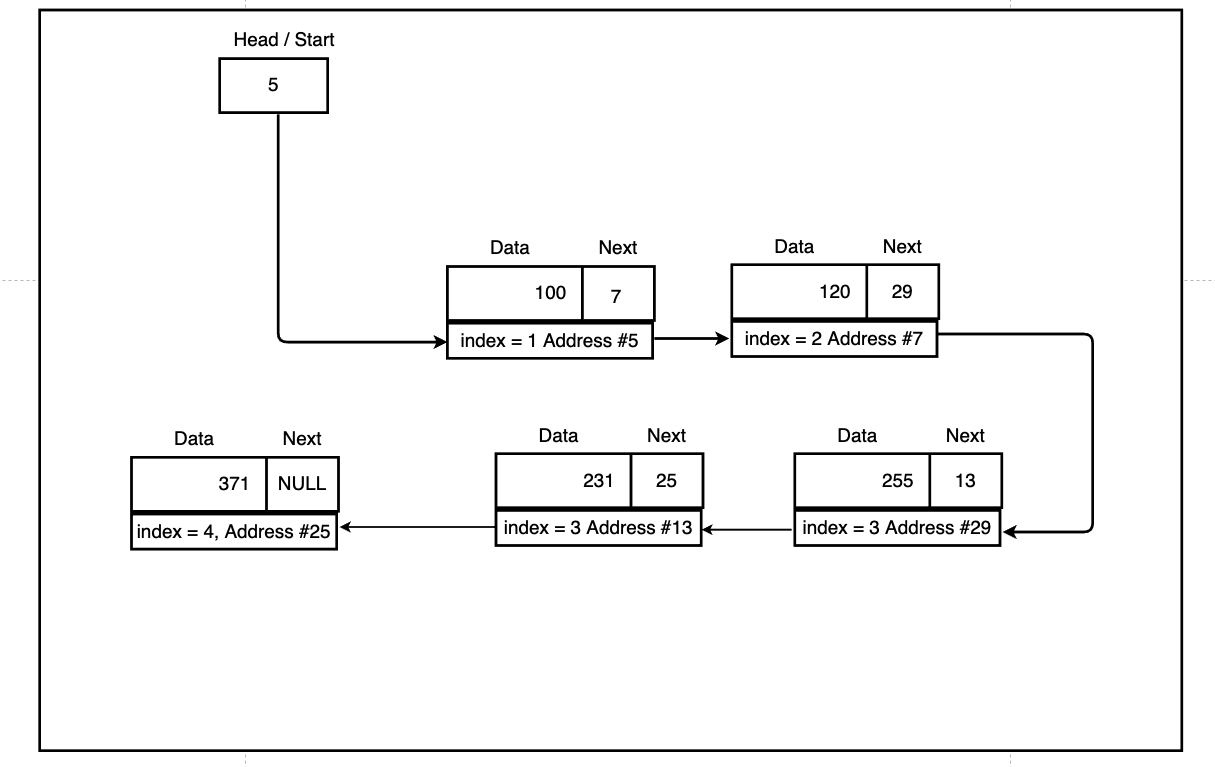 Head / Start
5
Data Next
100 7
index = 1 Address #5
Data Next
120 29
index = 2 Address #7
Data Next
255 13
index = 3 Address #29
Data Next
231 25
index = 3 Address #13
Data Next
371 NULL
index = 4, Address #25